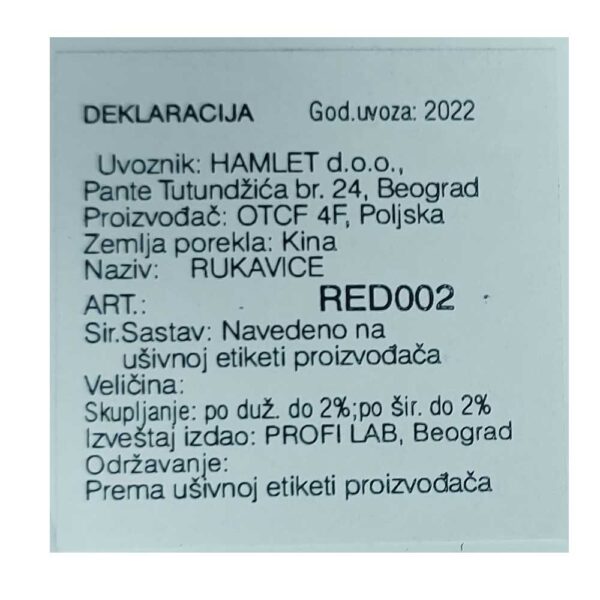 DEKLARACIJA God.uvoza: 2022
Uvoznik: HAMLET d.o.o.,
Pante Tutundžića br. 24, Beograd
Proizvođač: OTCF 4F, Poljska
Zemlja porekla: Kina
Naziv: RUKAVICE
ART.: RED002
Sir.Sastav: Navedeno na
ušivnoj etiketi proizvođača
Veličina:
Skupljanje: po duž. do 2%;po šir. do 2%
Izveštaj izdao: PROFI LAB, Beograd
Održavanje:
Prema ušivnoj etiketi proizvođača